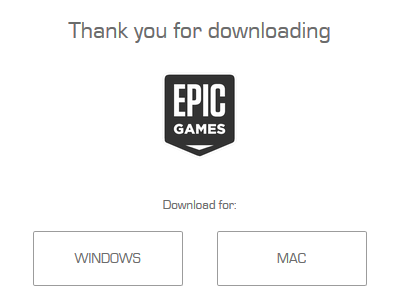 Thank you for downloading
EPIC
GAMES
Download for:
WINDOWS
MAC